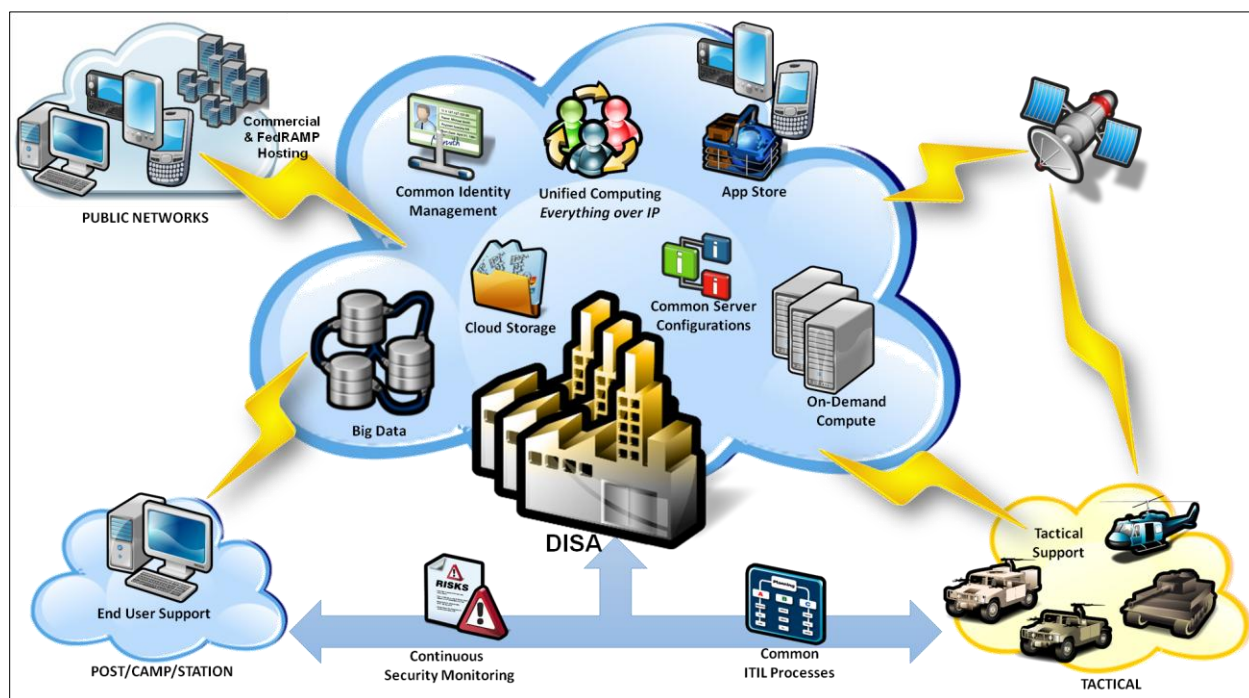 Commercial
& FedRAMP
Hosting
PUBLIC NETWORKS
Common Identity
Management
Unified Computing
Everything over IP
App Store
Cloud Storage
Common Server
Configurations
Big Data
On-Demand
Compute
DISA
End User Support
POST/CAMP/STATION
RISKS
Continuous
Security Monitoring
Planning
A
B
C
Common
ITIL Processes
Tactical
Support
TACTICAL